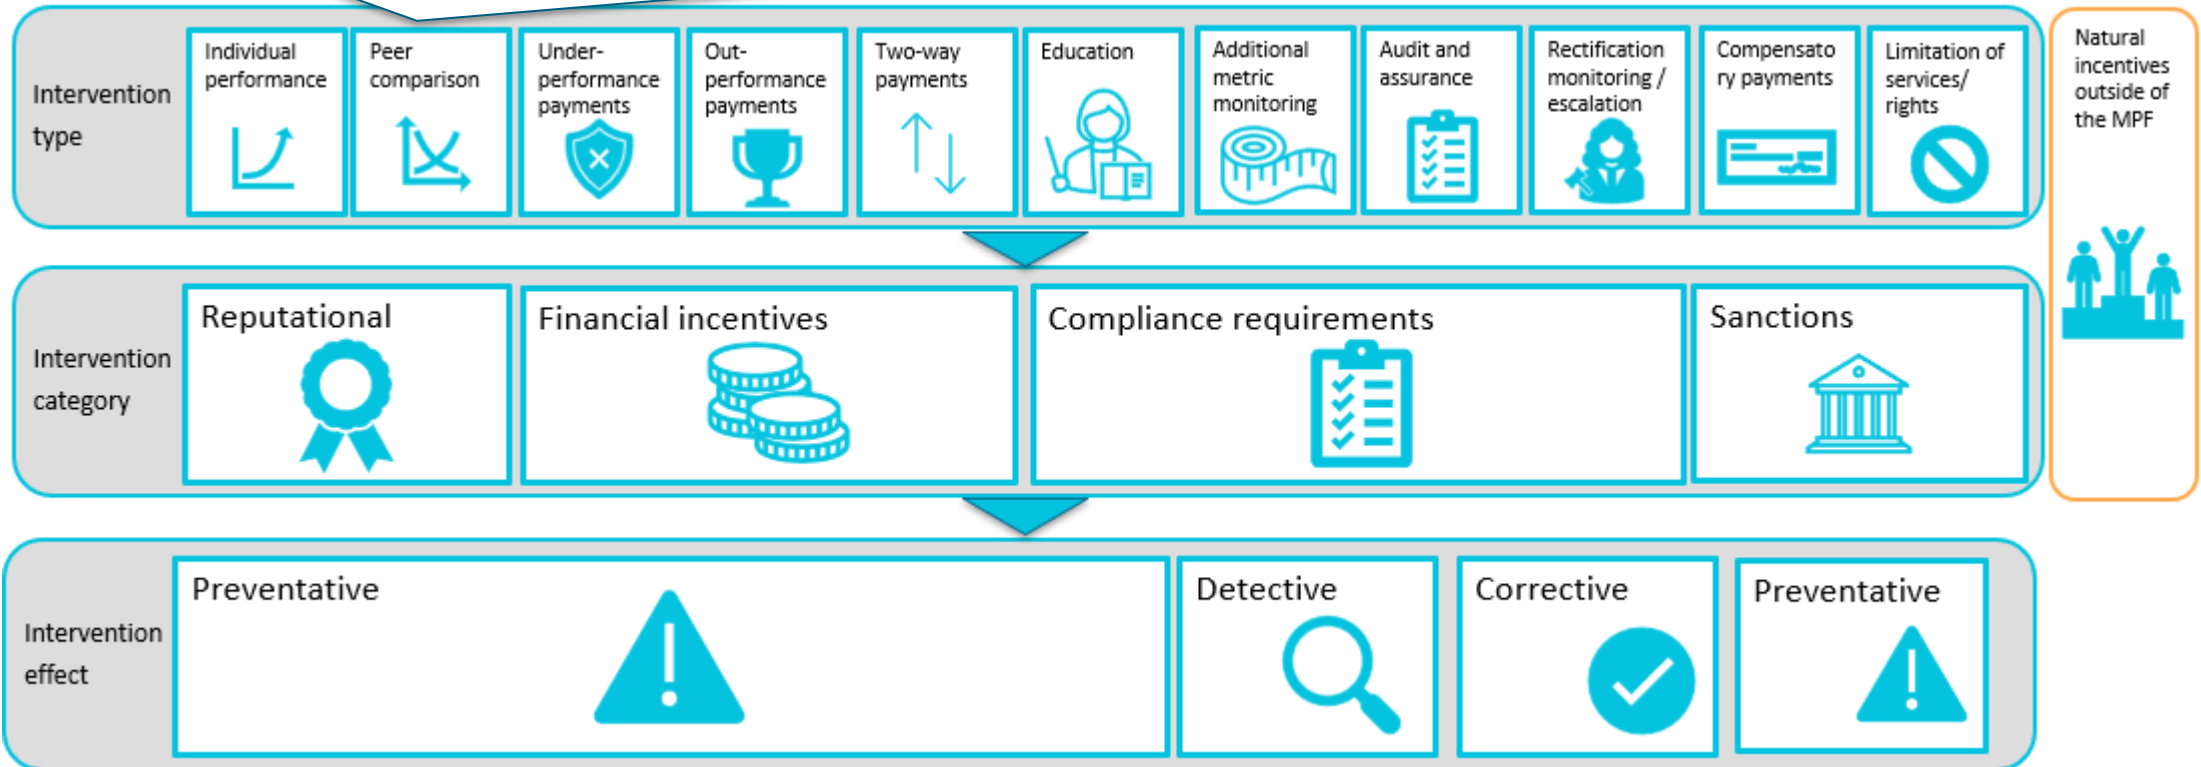 Intervention
type
Individual
performance
Peer
comparison
Under-
performance
payments
Out-
performance
payments
Two-way
payments
Education
Additional
metric
monitoring
Audit and
assurance
Rectification
monitoring /
escalation
Compensato
ry payments
Limitation of
services/
rights
Natural
incentives
outside of
the MPF
Intervention
category
Reputational
Financial incentives
Compliance requirements
Sanctions
Intervention
effect
Preventative
Detective
Corrective
Preventative